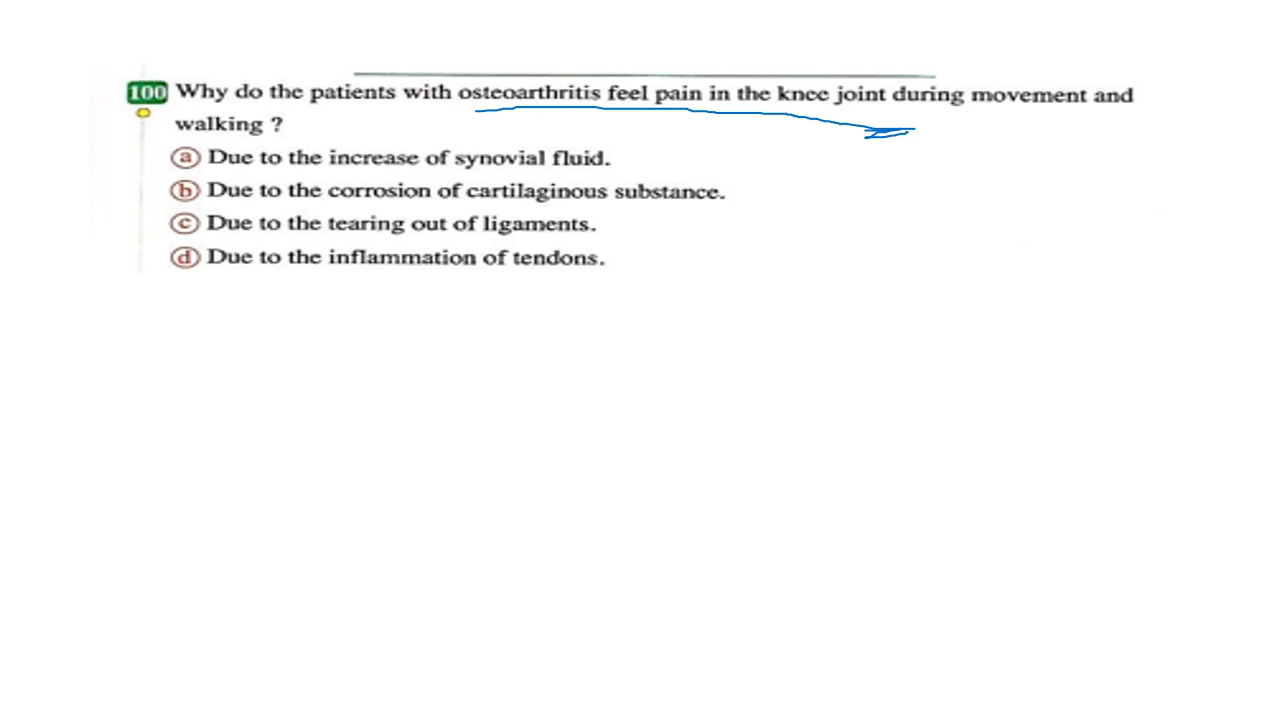 100 Why do the patients with osteoarthritis feel pain in the knee joint during movement and
walking ?
a Due to the increase of synovial fluid.
b Due to the corrosion of cartilaginous substance.
c Due to the tearing out of ligaments.
d Due to the inflammation of tendons.